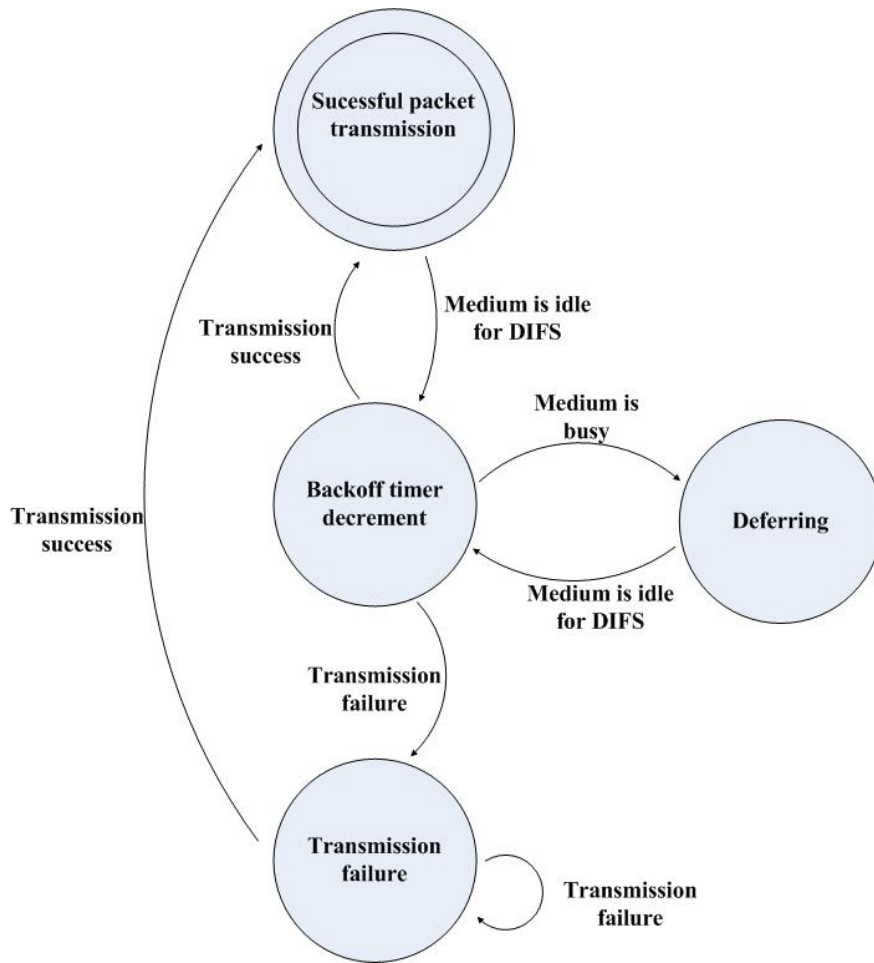 Sucessful packet
transmission
Transmission
success
Medium is idle
for DIFS
Medium is
busy
Backoff timer
decrement
Deferring
Transmission
success
Medium is idle
for DIFS
Transmission
failure
Transmission
failure
Transmission
failure